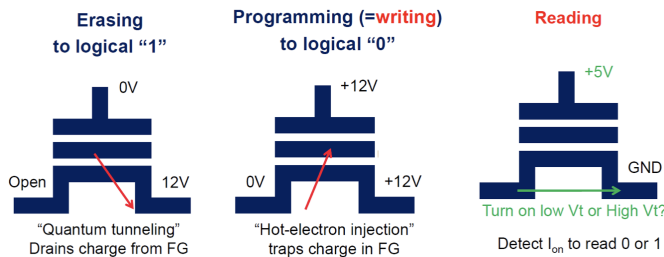 Erasing
to logical “1”
0V
Open
12V
“Quantum tunneling”
Drains charge from FG
Programming (=writing)
to logical “0”
+12V
0V
+12V
“Hot-electron injection”
traps charge in FG
Reading
+5V
GND
Turn on low Vt or High Vt?
Detect Ion to read 0 or 1